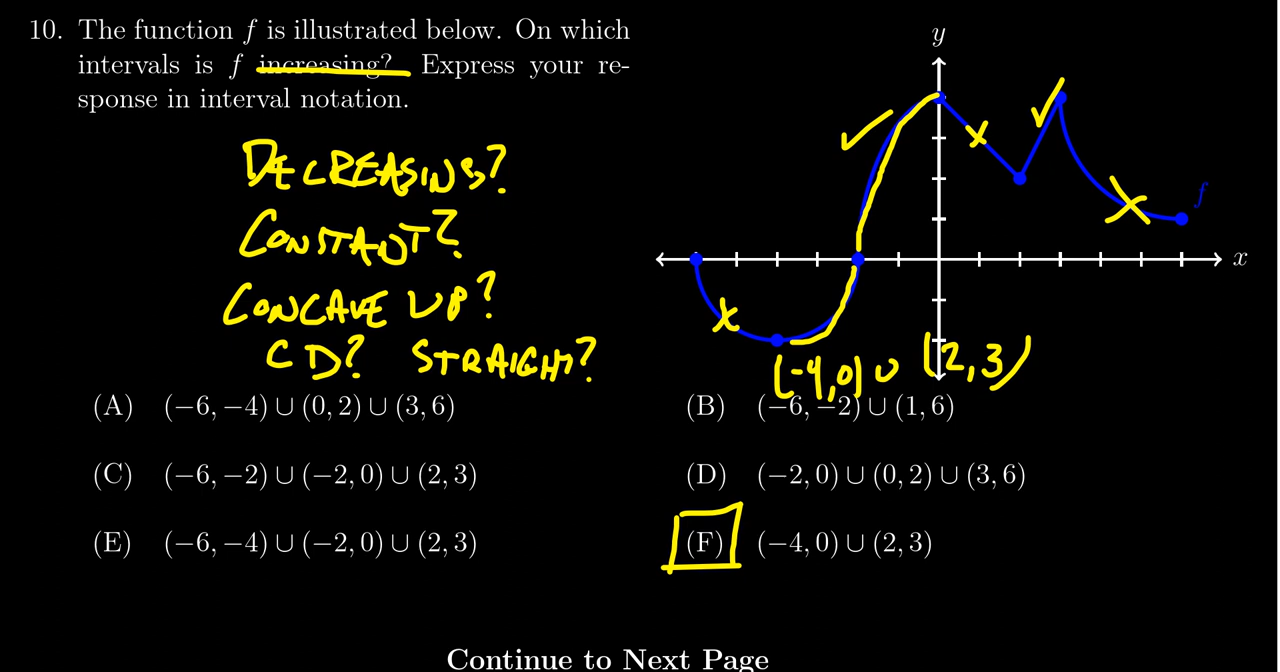 10. The function f is illustrated below. On which
intervals is f increasing? Express your re-
sponse in interval notation.
DECREASING?
CONSTANT?
CONCAVE UP?
CD? STRAIGHT?
y
x
f
(-4,0) ∪ (2,3)
(A) (−6, −4) ∪ (0, 2) ∪ (3, 6)
(B) (−6, −2) ∪ (1, 6)
(C) (−6, −2) ∪ (−2, 0) ∪ (2, 3)
(D) (−2, 0) ∪ (0, 2) ∪ (3, 6)
(E) (−6, −4) ∪ (−2, 0) ∪ (2, 3)
(F) (−4, 0) ∪ (2, 3)
Continue to Next Page